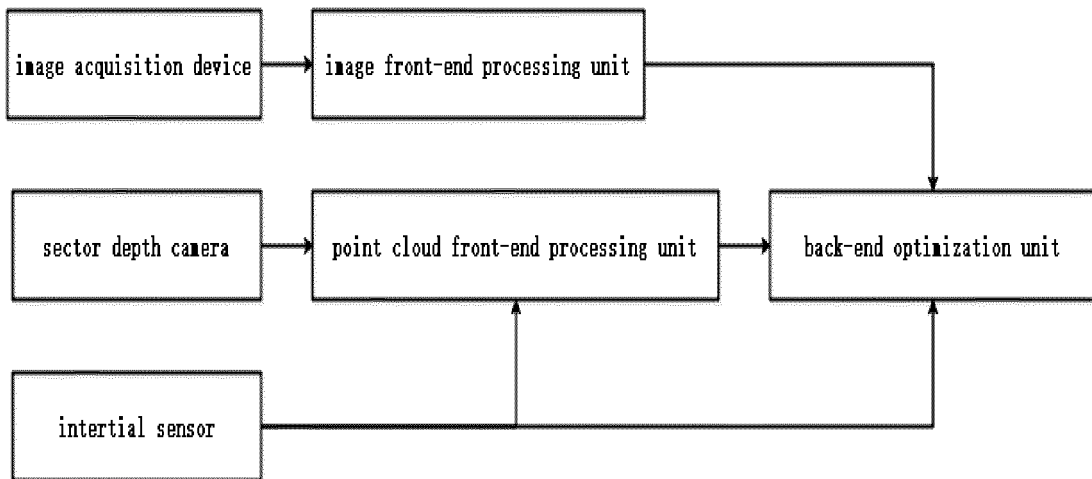 image acquisition device
image front-end processing unit
sector depth camera
point cloud front-end processing unit
back-end optimization unit
intertial sensor